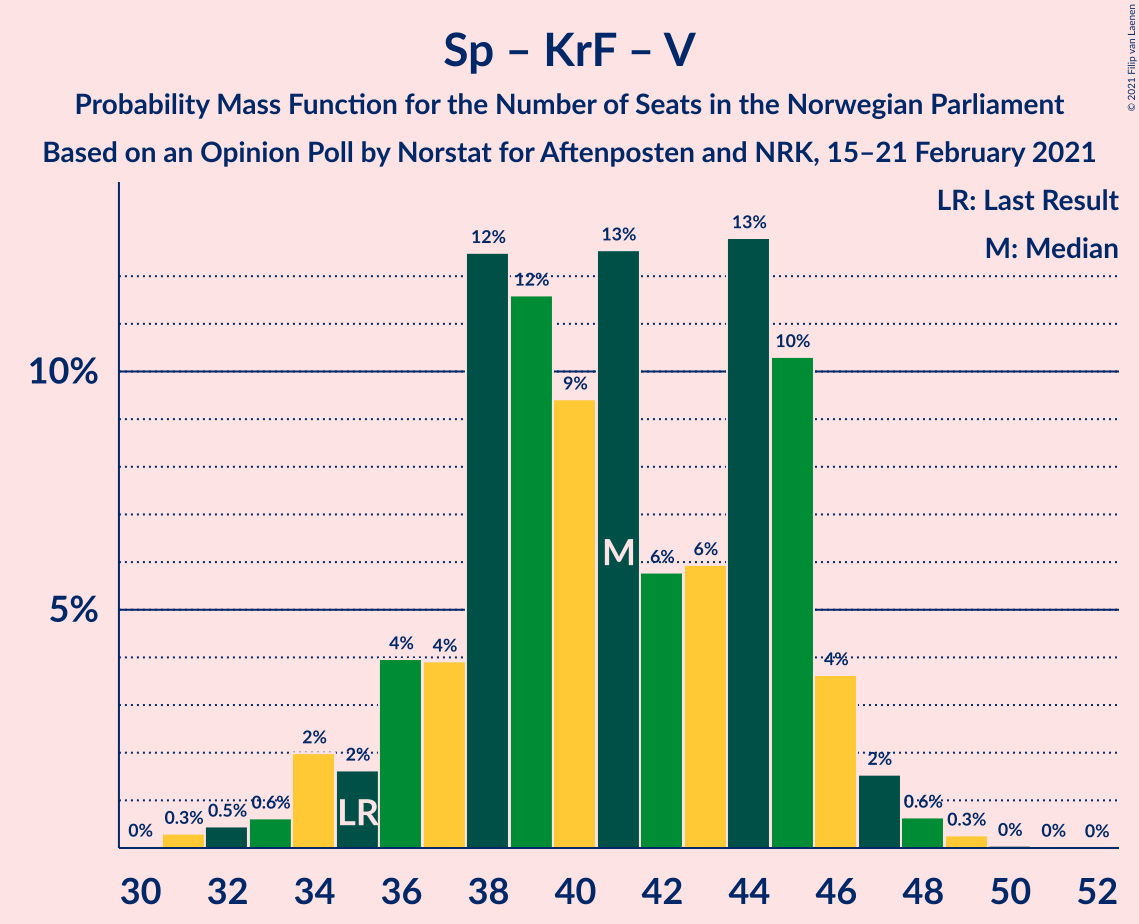 Sp – KrF – V
Probability Mass Function for the Number of Seats in the Norwegian Parliament
Based on an Opinion Poll by Norstat for Aftenposten and NRK, 15–21 February 2021
© 2021 Filip van Laenen
LR: Last Result
M: Median
10%
5%
0%
0.3%
0.5%
0.6%
2%
2%
4%
4%
12%
12%
9%
13%
6%
6%
13%
10%
4%
2%
0.6%
0.3%
0%
0%
0%
LR
M
30 32 34 36 38 40 42 44 46 48 50 52